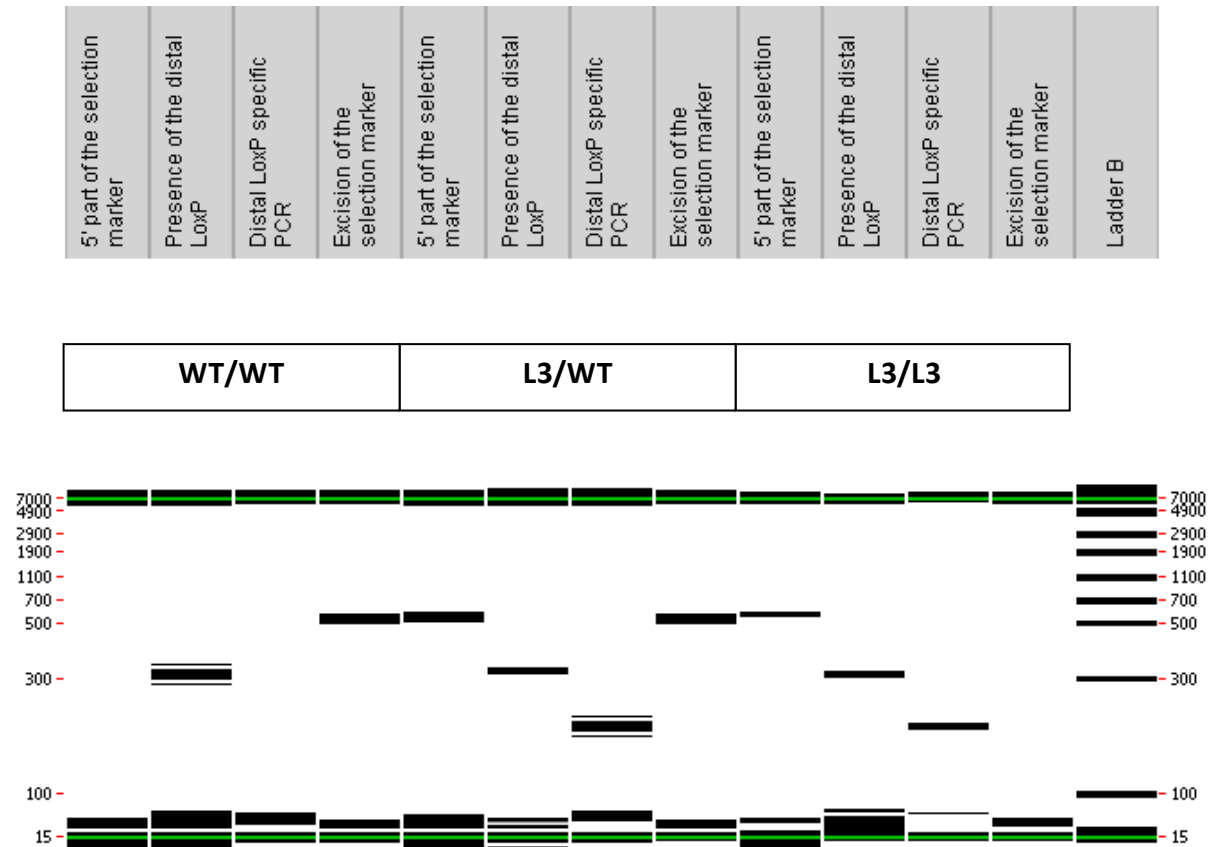 5' part of the selection
marker
Presence of the distal
LoxP
Distal LoxP specific
PCR
Excision of the
selection marker
5' part of the selection
marker
Presence of the distal
LoxP
Distal LoxP specific
PCR
Excision of the
selection marker
5' part of the selection
marker
Presence of the distal
LoxP
Distal LoxP specific
PCR
Excision of the
selection marker
Ladder B
WT/WT
L3/WT
L3/L3
7000
4900
2900
1900
1100
700
500
300
100
15
7000
4900
2900
1900
1100
700
500
300
100
15